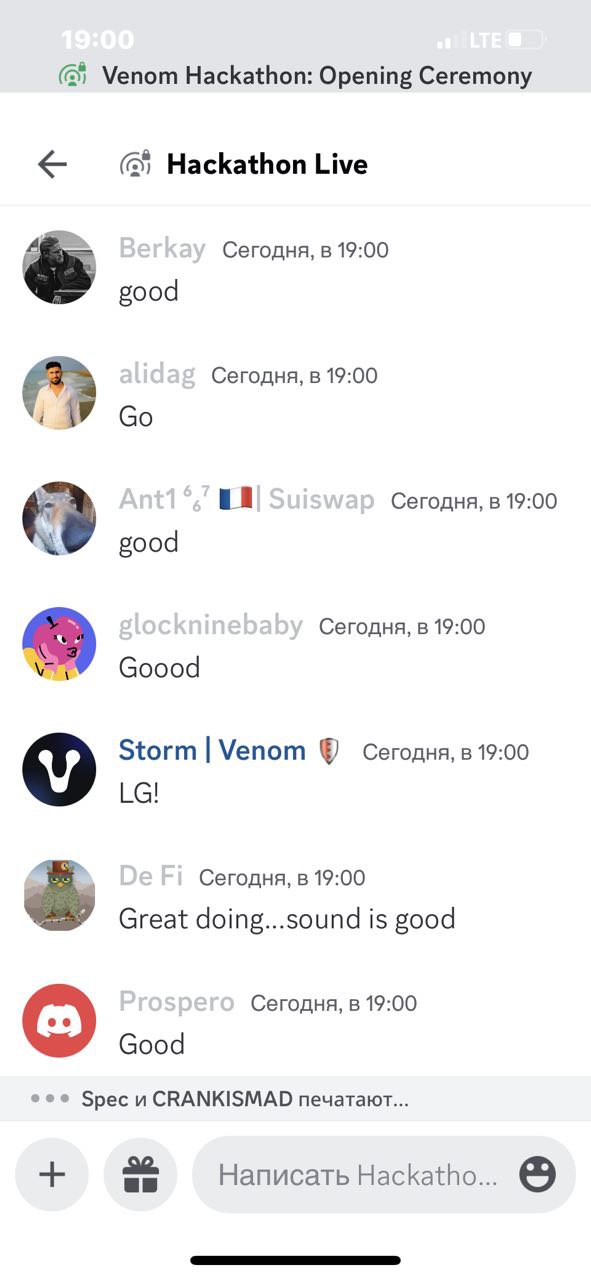 19:00 LTE
Venom Hackathon: Opening Ceremony
Hackathon Live
Berkay Сегодня, в 19:00
good
alidag Сегодня, в 19:00
Go
Ant1 ⁶₆⁷ 🇫🇷| Suiswap Сегодня, в 19:00
good
glockninebaby Сегодня, в 19:00
Goood
Storm | Venom Сегодня, в 19:00
LG!
De Fi Сегодня, в 19:00
Great doing...sound is good
Prospero Сегодня, в 19:00
Good
Spec и CRANKISMAD печатают...
Написать Hackatho...